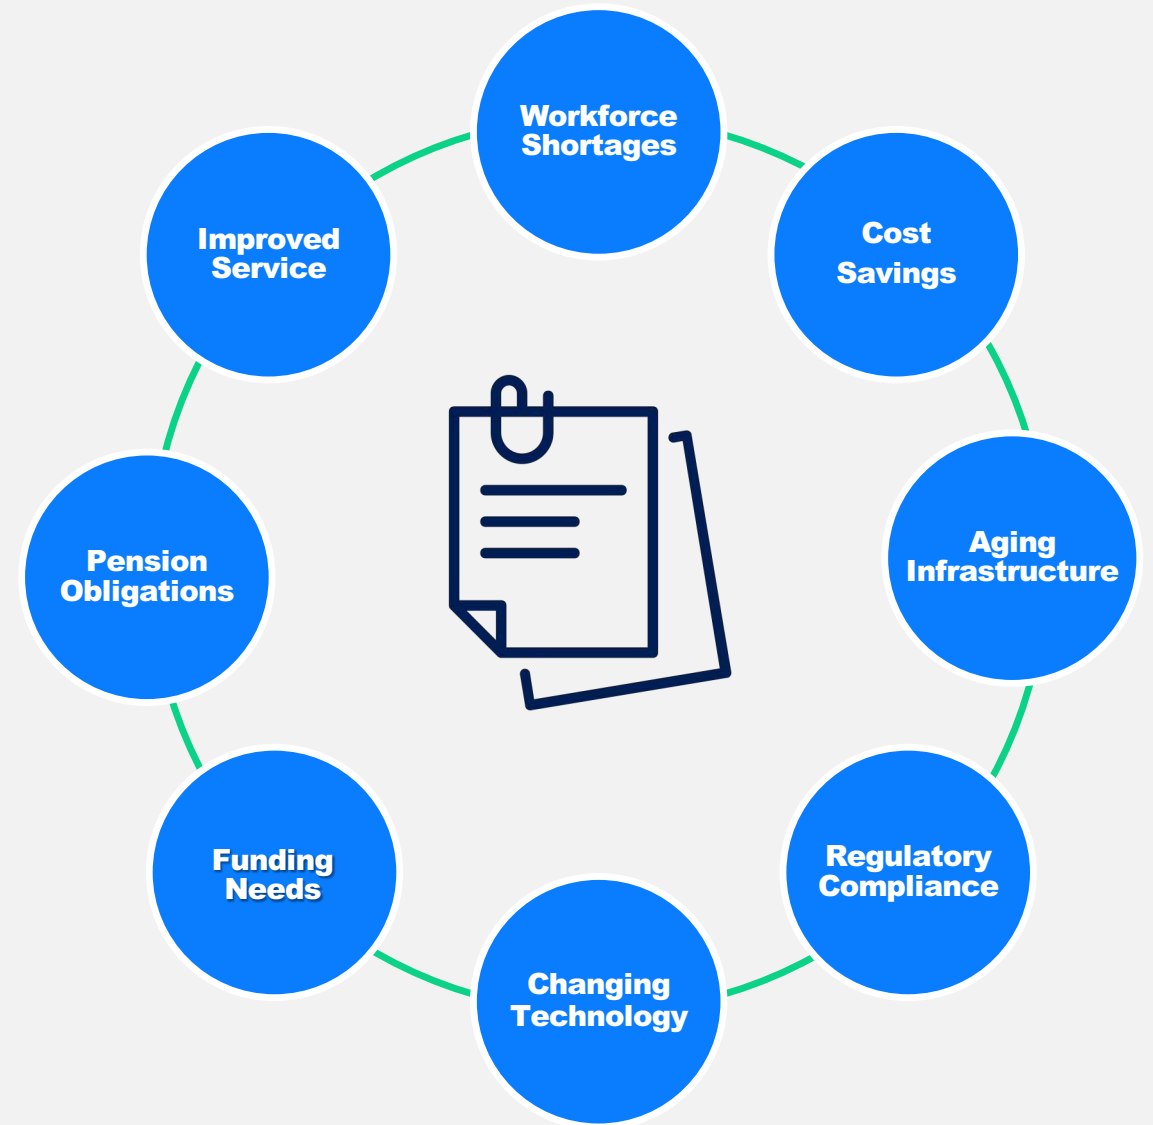 Workforce
Shortages
Cost
Savings
Aging
Infrastructure
Regulatory
Compliance
Changing
Technology
Funding
Needs
Pension
Obligations
Improved
Service